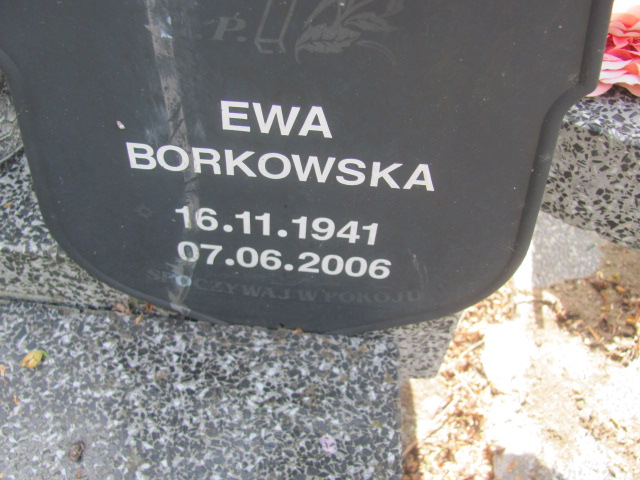 P.
EWA
BORKOWSKA
16.11.1941
07.06.2006
SPOCZYWAJ W POKOJU